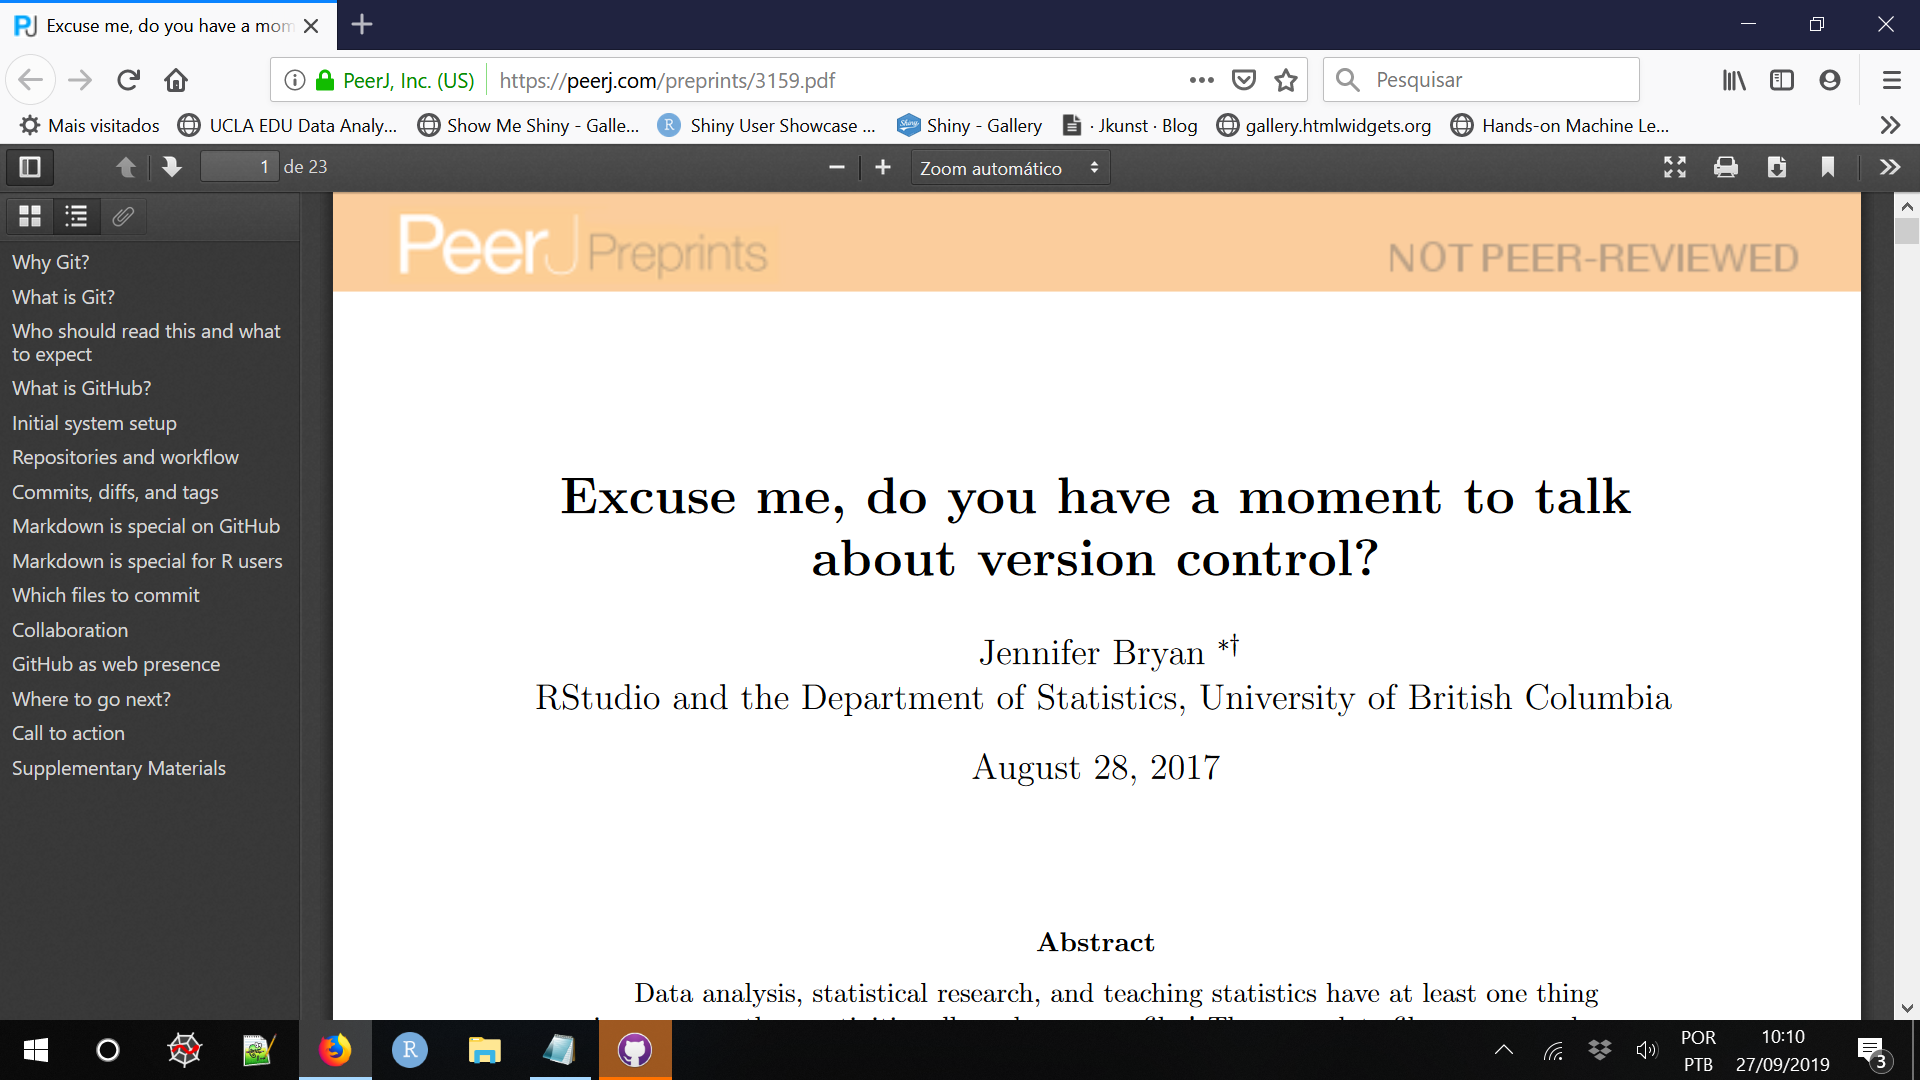 Excuse me, do you have a mom
PeerJ, Inc. (US) https://peerj.com/preprints/3159.pdf Pesquisar
Mais visitados UCLA EDU Data Analy... Show Me Shiny - Galle... Shiny User Showcase ... Shiny - Gallery · Jkunst · Blog gallery.htmlwidgets.org Hands-on Machine Le...
1 de 23 Zoom automático
PeerJ Preprints NOT PEER-REVIEWED
Why Git?
What is Git?
Who should read this and what
to expect
What is GitHub?
Initial system setup
Repositories and workflow
Commits, diffs, and tags
Markdown is special on GitHub
Markdown is special for R users
Which files to commit
Collaboration
GitHub as web presence
Where to go next?
Call to action
Supplementary Materials
Excuse me, do you have a moment to talk
about version control?
Jennifer Bryan *†
RStudio and the Department of Statistics, University of British Columbia
August 28, 2017
Abstract
Data analysis, statistical research, and teaching statistics have at least one thing
POR 10:10
PTB 27/09/2019 3